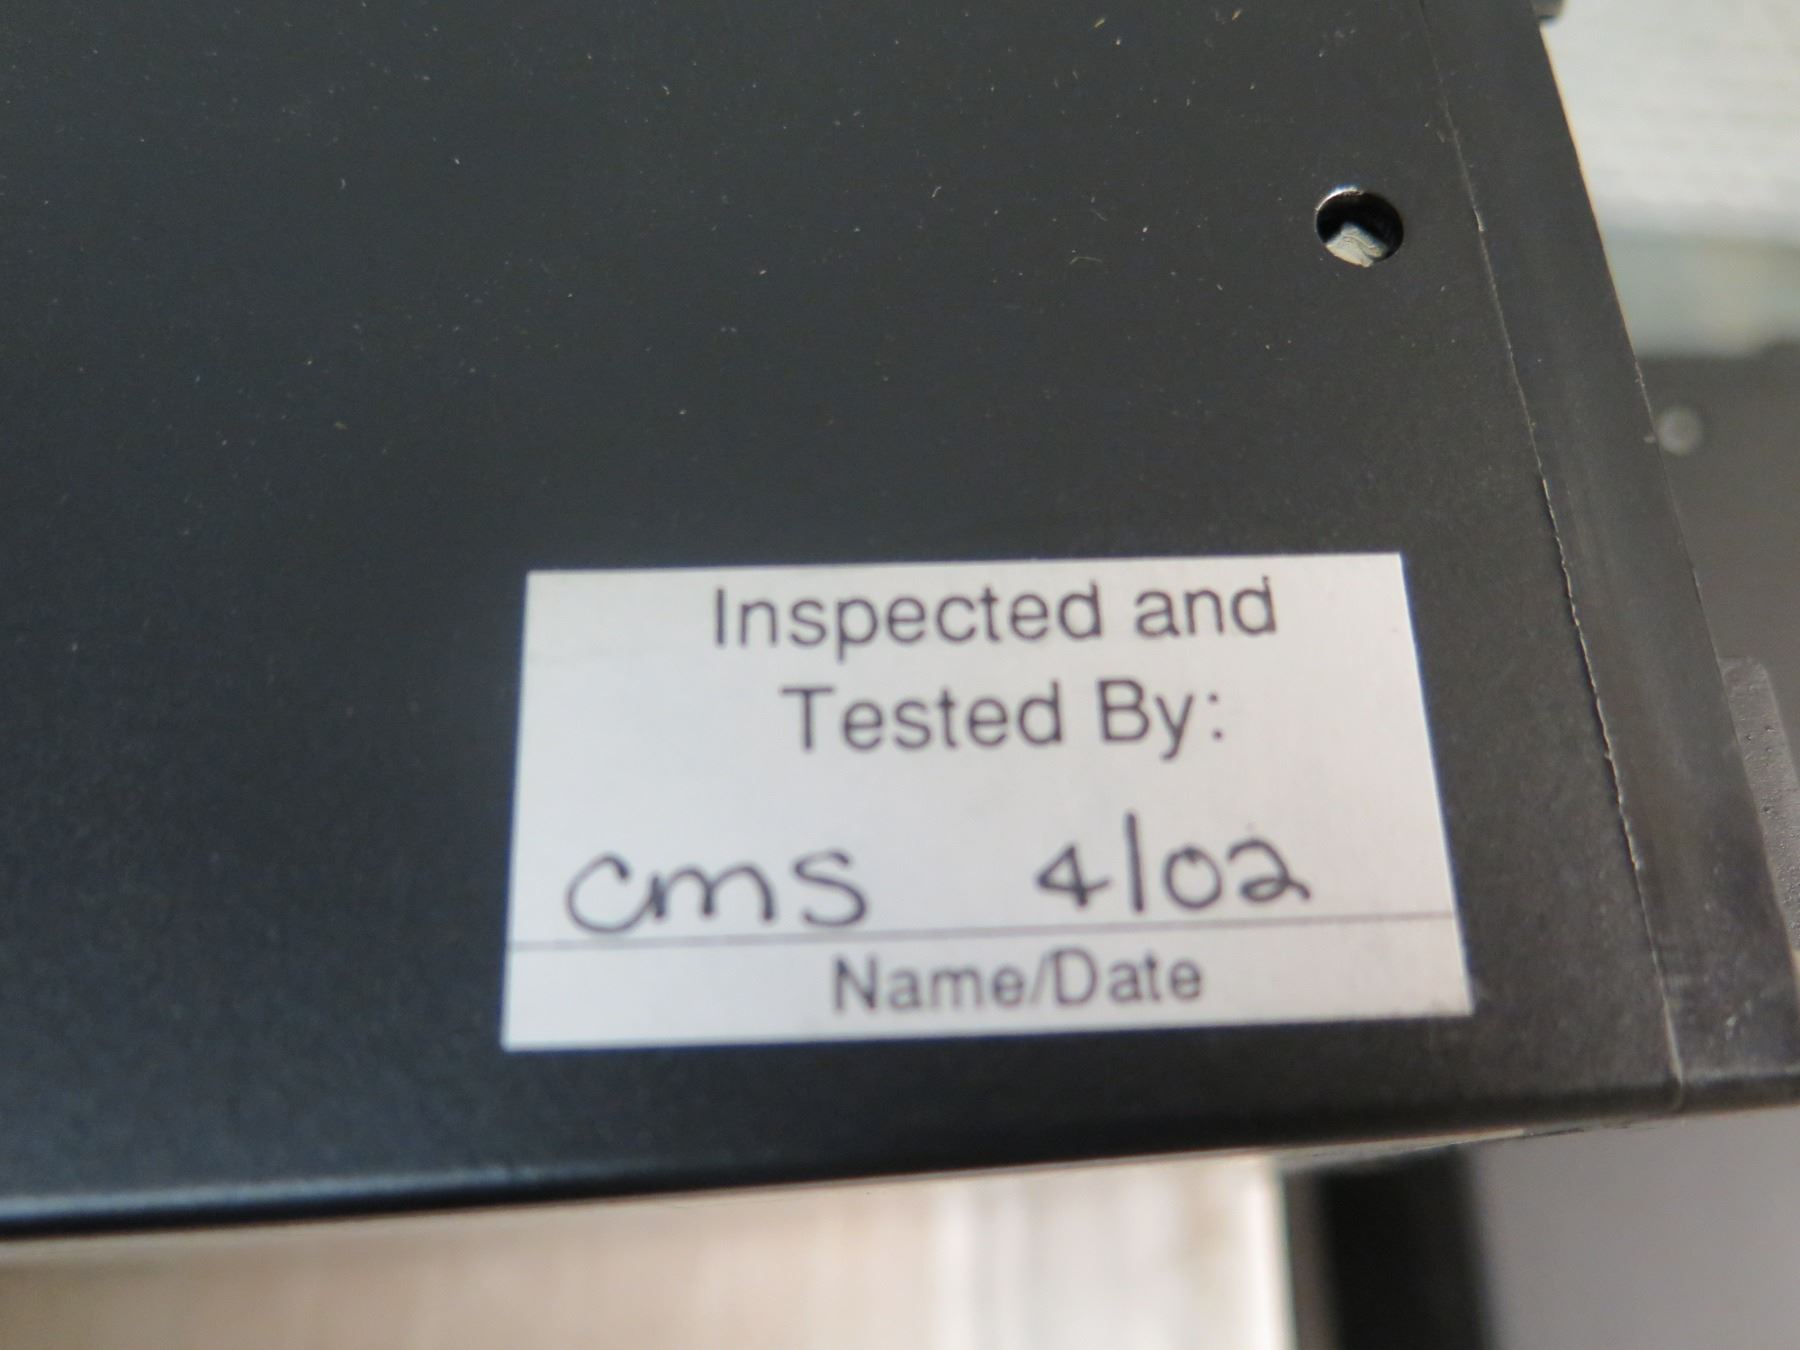 Inspected and
Tested By:
cms 4/02
Name/Date